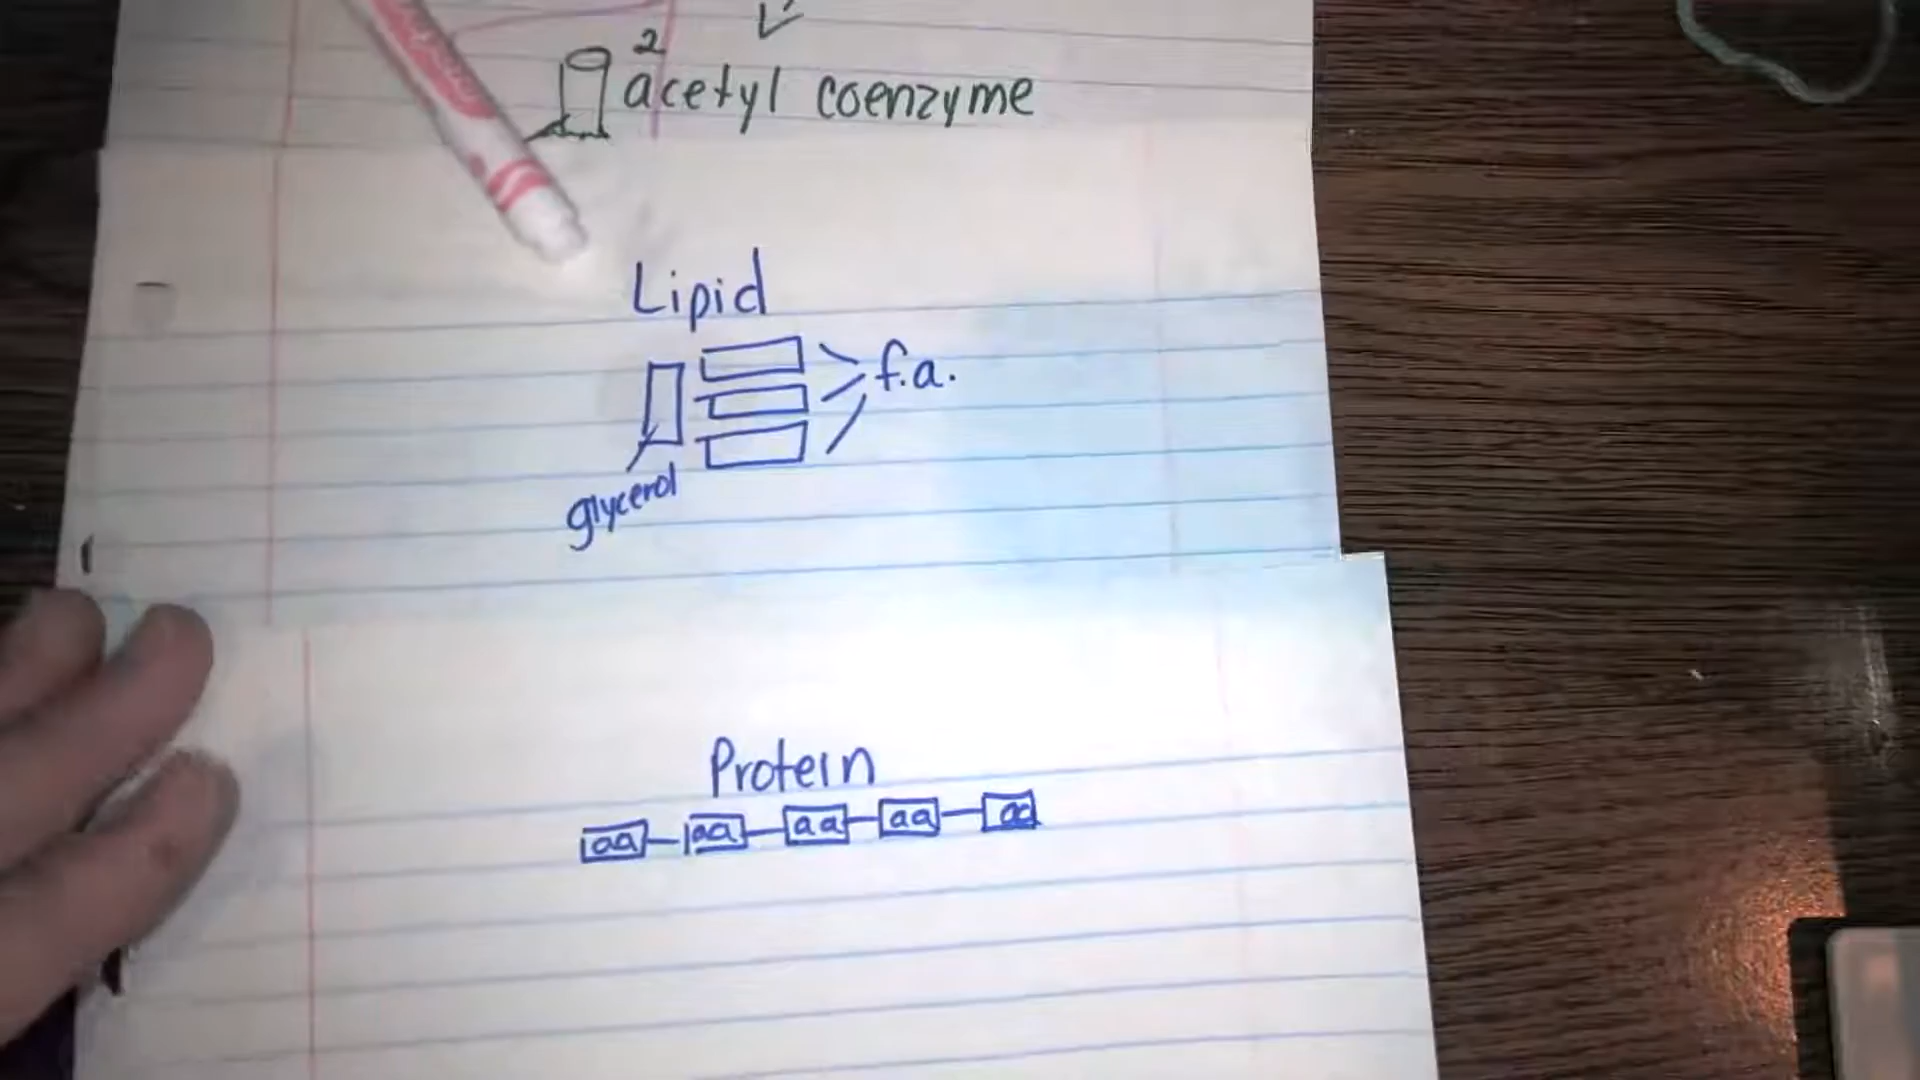 2
acetyl coenzyme
Lipid
f.a.
glycerol
Protein
aa aa aa aa aa